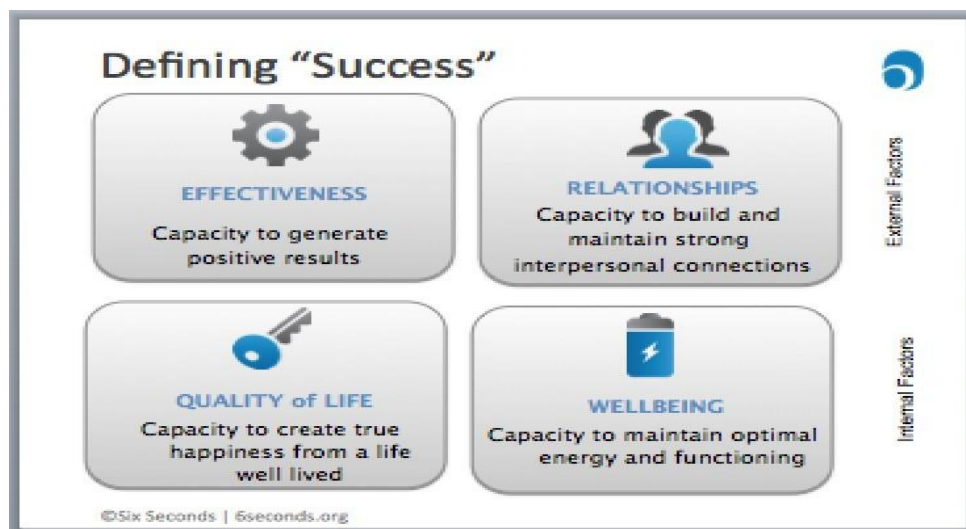 Defining “Success”
EFFECTIVENESS
Capacity to generate
positive results
RELATIONSHIPS
Capacity to build and
maintain strong
interpersonal connections
External Factors
QUALITY of LIFE
Capacity to create true
happiness from a life
well lived
WELLBEING
Capacity to maintain optimal
energy and functioning
Internal Factors
©Six Seconds | 6seconds.org